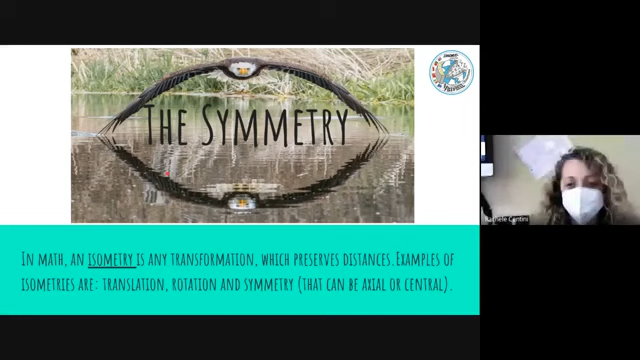 The Symmetry
In math, an isometry is any transformation, which preserves distances. Examples of
isometries are: translation, rotation and symmetry (that can be axial or central).